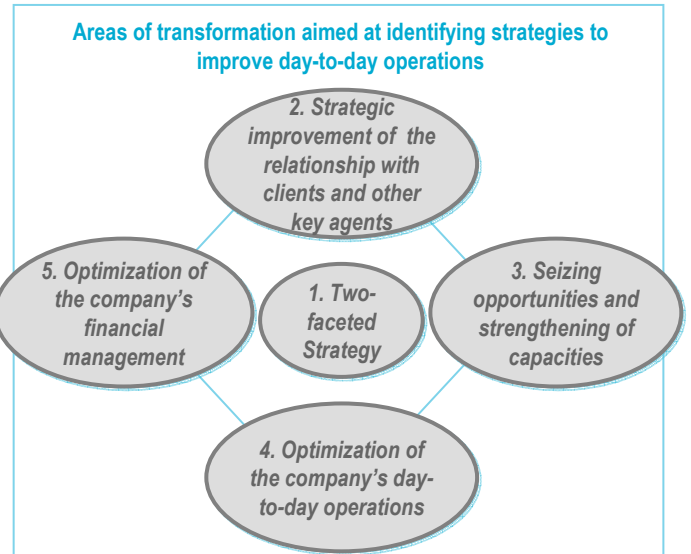 Areas of transformation aimed at identifying strategies to
improve day-to-day operations
2. Strategic
improvement of the
relationship with
clients and other
key agents
5. Optimization of
the company's
financial
management
1. Two-
faceted
Strategy
3. Seizing
opportunities and
strengthening of
capacities
4. Optimization of
the company's day-
to-day operations